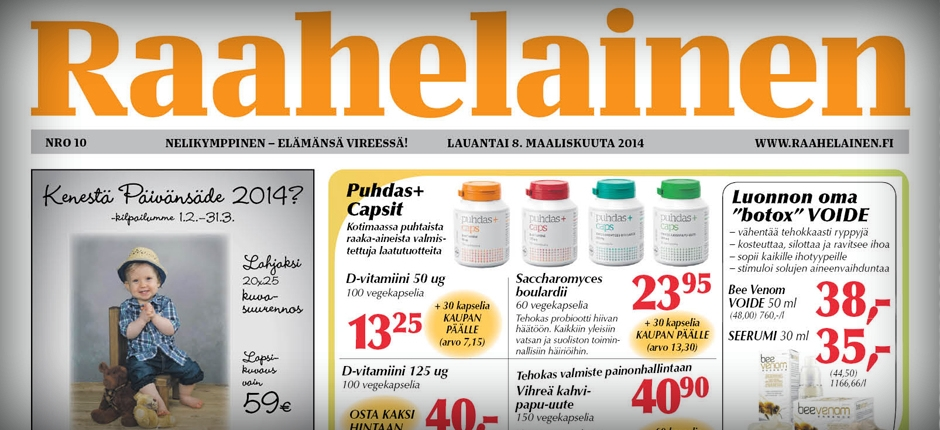 Raahelainen
NRO 10 NELIKYMPPINEN – ELÄMÄNSÄ VIREESSÄ! LAUANTAI 8. MAALISKUUTA 2014 WWW.RAAHELAINEN.FI
Kenestä Päivänsäde 2014?
-kilpailumme 1.2.–31.3.
Lahjaksi
20x25
kuva-
suurennos
Lapsi-
kuvaus
vain
59€
Puhdas+
Capsit
Kotimaassa puhtaista
raaka-aineista valmis-
tettuja laatutuotteita
puhdas+
caps
puhdas+
caps
puhdas+
caps
puhdas+
caps
D-vitamiini 50 ug
100 vegekapselia
13 25
+ 30 kapselia
KAUPAN
PÄÄLLE
(arvo 7,15)
Saccharomyces
boulardii
60 vegekapselia
Tehokas probiootti hiivan
häätöön. Kaikkiin yleisiin
vatsan ja suoliston toimin-
nallisiin häiriöihin.
23 95
+ 30 kapselia
KAUPAN PÄÄLLE
(arvo 13,30)
D-vitamiini 125 ug
100 vegekapselia
OSTA KAKSI
HINTAAN
40,-
Tehokas valmiste painonhallintaan
Vihreä kahvi-
papu-uute
150 vegekapselia
40 90
Luonnon oma
”botox” VOIDE
– vähentää tehokkaasti ryppyjä
– kosteuttaa, silottaa ja ravitsee ihoa
– sopii kaikille ihotyypeille
– stimuloi solujen aineenvaihduntaa
Bee Venom
VOIDE 50 ml
(48,00) 760,-/l
38,-
SEERUMI 30 ml
35,-
(44,50)
1166,66/l
bee
venom
beevenom